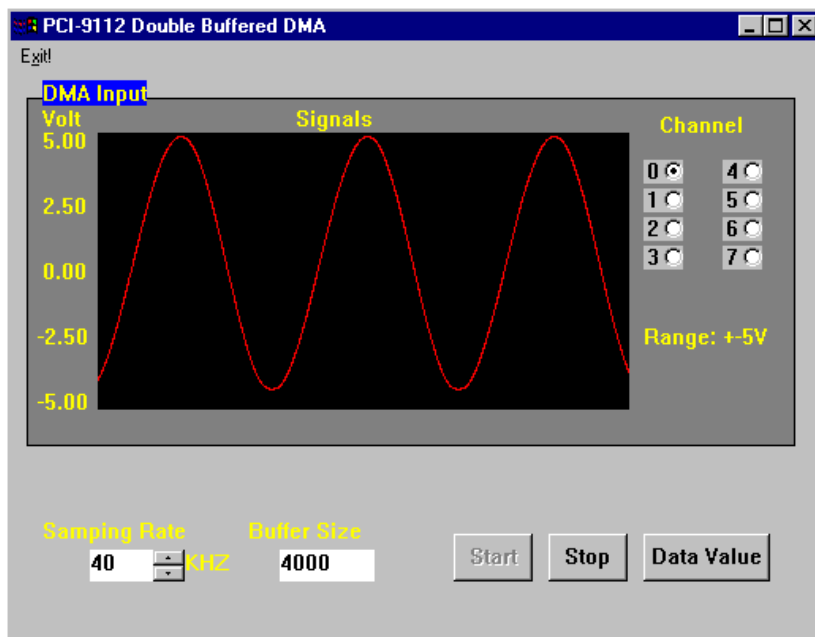 PCI-9112 Double Buffered DMA
Exit!
DMA Input
Volt
Signals
Channel
5.00
2.50
0.00
-2.50
-5.00
0
4
1
5
2
6
3
7
Range: +-5V
Samping Rate
Buffer Size
40
KHZ
4000
Start
Stop
Data Value